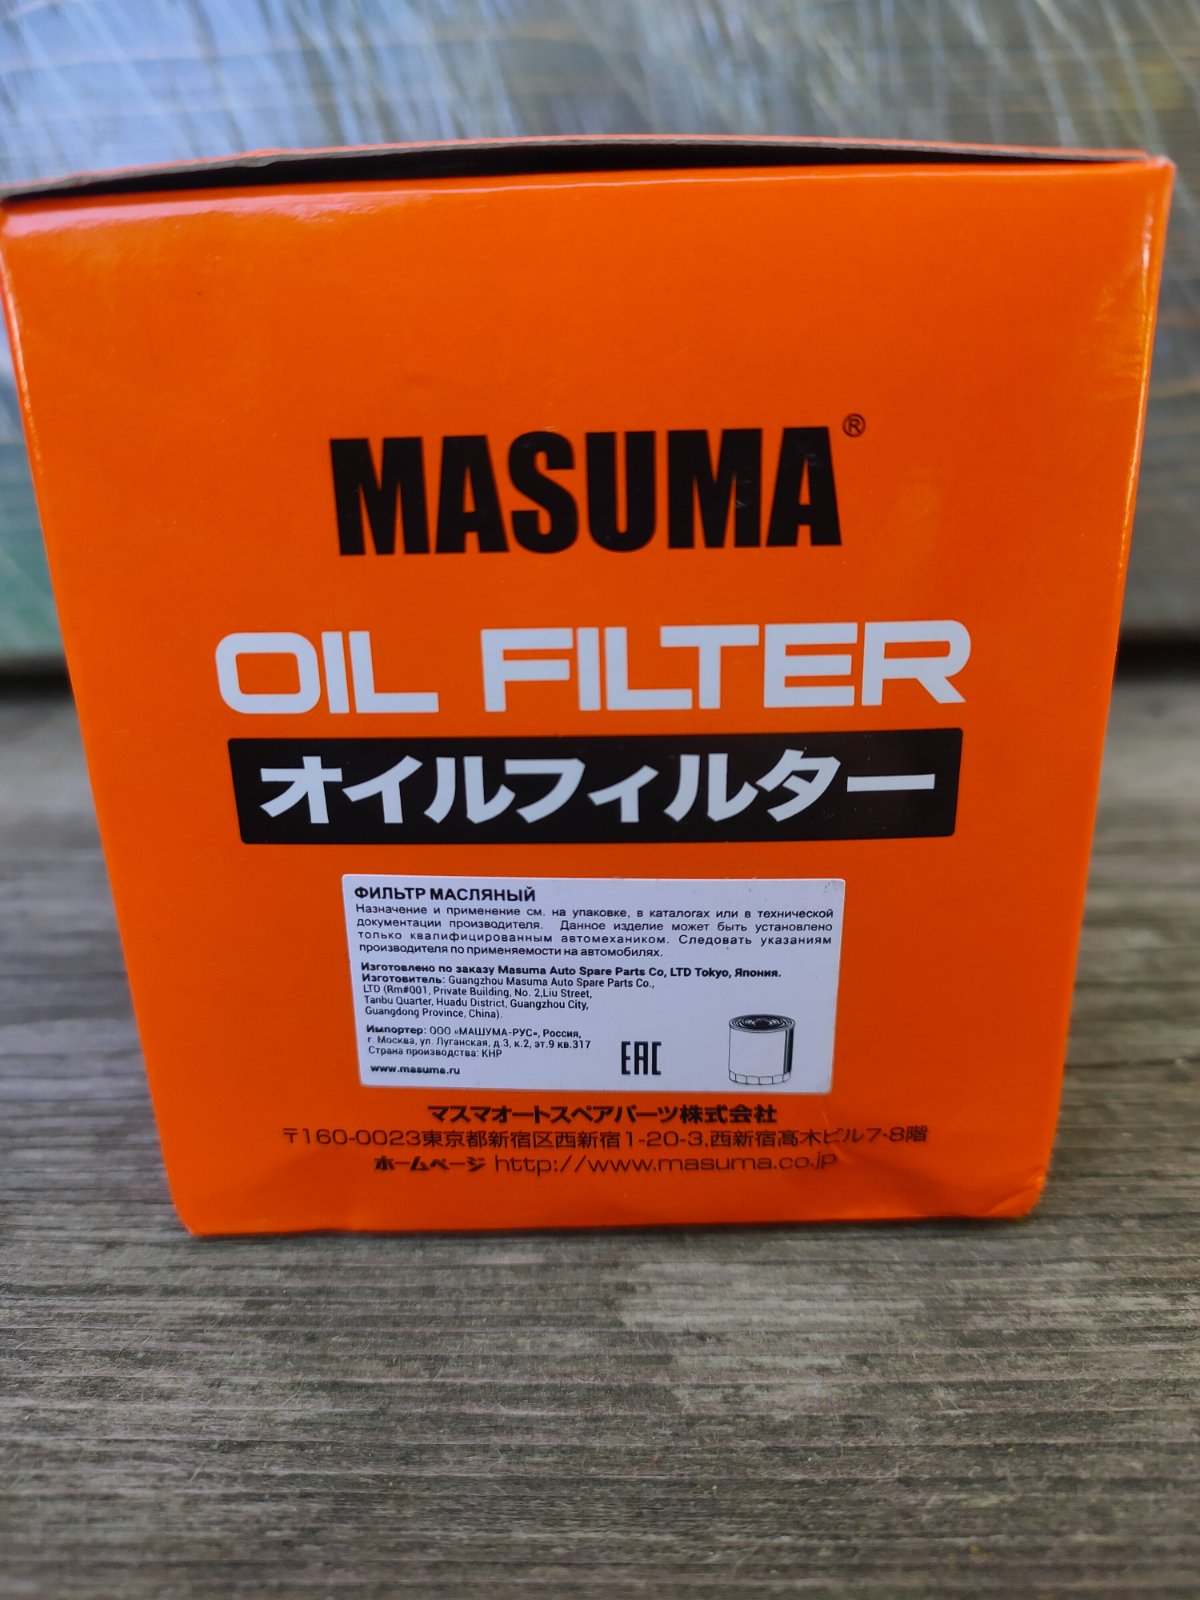 MASUMA®
OIL FILTER
オイルフィルター
ФИЛЬТР МАСЛЯНЫЙ
Назначение и применение см. на упаковке, в каталогах или в технической
документации производителя. Данное изделие может быть установлено
только квалифицированным автомехаником. Следовать указаниям
производителя по применяемости на автомобилях.
Изготовлено по заказу Masuma Auto Spare Parts Co, LTD Tokyo, Япония.
Изготовитель: Guangzhou Masuma Auto Spare Parts Co.,
LTD (Rm#001, Private Building, No. 2,Liu Street,
Tanbu Quarter, Huadu District, Guangzhou City,
Guangdong Province, China).
Импортер: ООО «МАШУМА-РУС», Россия,
г. Москва, ул. Луганская, д.3, к.2, эт.9 кв.317
Страна производства: КНР
www.masuma.ru
EAC
マスマオートスペアパーツ株式会社
〒160-0023東京都新宿区西新宿1-20-3,西新宿髙木ビル7·8階
ホームページ http://www.masuma.co.jp